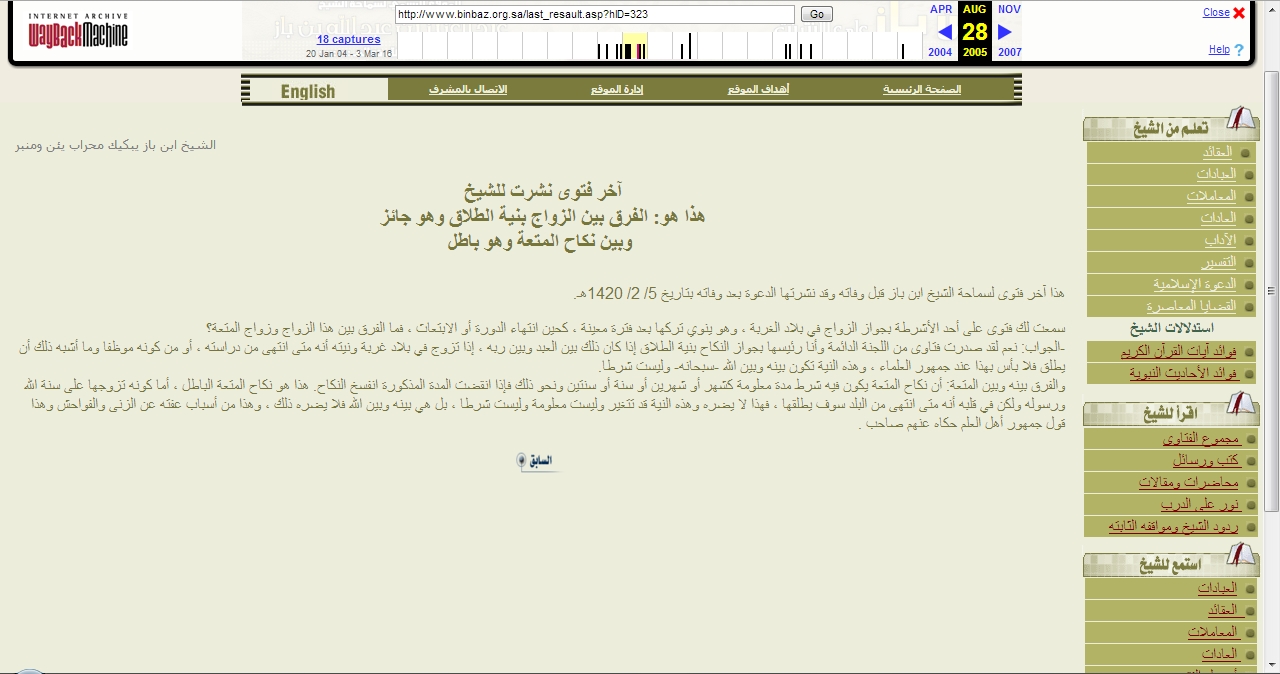 INTERNET ARCHIVE
WayBackMachine
http://www.binbaz.org.sa/last_resault.asp?hID=323
Go
18 captures
20 Jan 04 - 3 Mar 16
APR AUG NOV
28
2004 2005 2007
Close
Help
الصفحة الرئيسية
أهداف الموقع
إدارة الموقع
الاتصال بالمشرف
English
الشيخ ابن باز يبكيك محراب يئن ومنبر
آخر فتوى نشرت للشيخ
هذا هو: الفرق بين الزواج بنية الطلاق وهو جائز
وبين نكاح المتعة وهو باطل
هذا آخر فتوى لسماحة الشيخ ابن باز قبل وفاته وقد نشرتها الدعوة بعد وفاته بتاريخ 5/ 2/ 1420هـ.
سمعت لك فتوى على أحد الأشرطة بجواز الزواج في بلاد الغربة ، وهو ينوي تركها بعد فترة معينة ، كحين انتهاء الدورة أو الابتعاث ، فما الفرق بين هذا الزواج وزواج المتعة؟
-الجواب: نعم لقد صدرت فتاوى من اللجنة الدائمة وأنا رئيسها بجواز النكاح بنية الطلاق إذا كان ذلك بين العبد وبين ربه ، إذا تزوج في بلاد غربة ونيته أنه متى انتهى من دراسته ، أو من كونه موظفا وما أشبه ذلك أن
يطلق فلا بأس بهذا عند جمهور العلماء ، وهذه النية تكون بينه وبين الله -سبحانه- وليست شرطا.
والفرق بينه وبين المتعة: أن نكاح المتعة يكون فيه شرط مدة معلومة كشهر أو شهرين أو سنة أو سنتين ونحو ذلك فإذا انقضت المدة المذكورة انفسخ النكاح. هذا هو نكاح المتعة الباطل ، أما كونه تزوجها على سنة الله
ورسوله ولكن في قلبه أنه متى انتهى من البلد سوف يطلقها ، فهذا لا يضره وهذه النية قد تتغير وليست معلومة وليست شرطا ، بل هي بينه وبين الله فلا يضره ذلك ، وهذا من أسباب عفته عن الزنى والفواحش وهذا
قول جمهور أهل العلم حكاه عنهم صاحب .
السابق
تعلم من الشيخ
العقائد
العبادات
المعاملات
العادات
الآداب
التفسير
الدعوة الإسلامية
القضايا المعاصرة
استدلالات الشيخ
فوائد آيات القرآن الكريم
فوائد الأحاديث النبوية
اقرأ للشيخ
مجموع الفتاوى
كتب ورسائل
محاضرات ومقالات
نور على الدرب
ردود الشيخ ومواقفه الثابته
استمع للشيخ
العبادات
العقائد
المعاملات
العادات